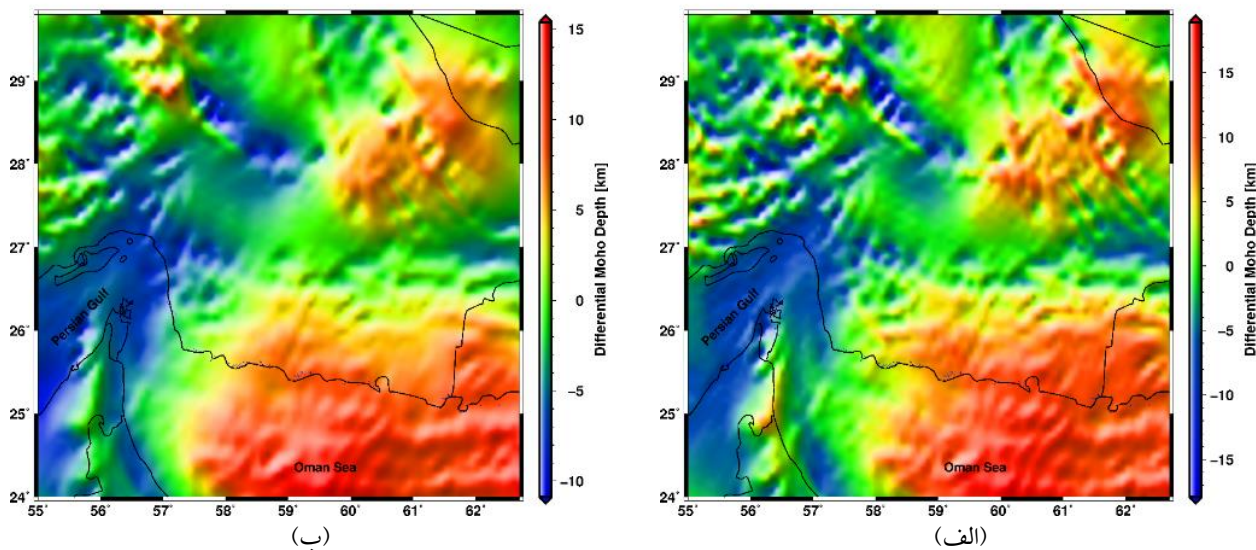 29°
28°
27°
26°
25°
24°
55° 56° 57° 58° 59° 60° 61° 62°
Persian Gulf
Oman Sea
15
10
5
0
−5
−10
Differential Moho Depth [km]
(ب)
29°
28°
27°
26°
25°
24°
55° 56° 57° 58° 59° 60° 61° 62°
Persian Gulf
Oman Sea
15
10
5
0
−5
−10
−15
Differential Moho Depth [km]
(الف)